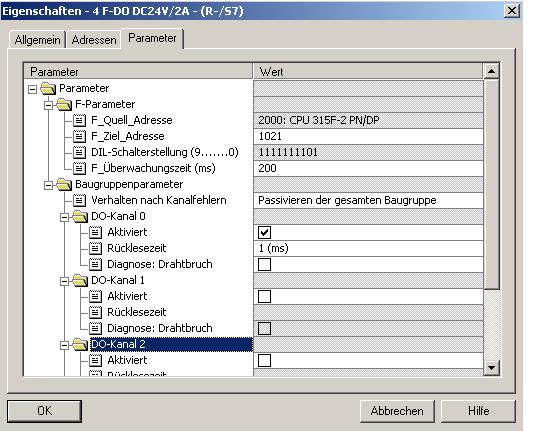 Eigenschaften - 4 F-DO DC24V/2A - (R-/S7)
Allgemein Adressen Parameter
Parameter Wert
Parameter
F-Parameter
F_Quell_Adresse 2000: CPU 315F-2 PN/DP
F_Ziel_Adresse 1021
DIL-Schalterstellung (9.......0) 1111111101
F_Überwachungszeit (ms) 200
Baugruppenparameter
Verhalten nach Kanalfehlern Passivieren der gesamten Baugruppe
DO-Kanal 0
Aktiviert
Rücklesezeit 1 (ms)
Diagnose: Drahtbruch
DO-Kanal 1
Aktiviert
Rücklesezeit
Diagnose: Drahtbruch
DO-Kanal 2
Aktiviert
Rücklesezeit
OK Abbrechen Hilfe